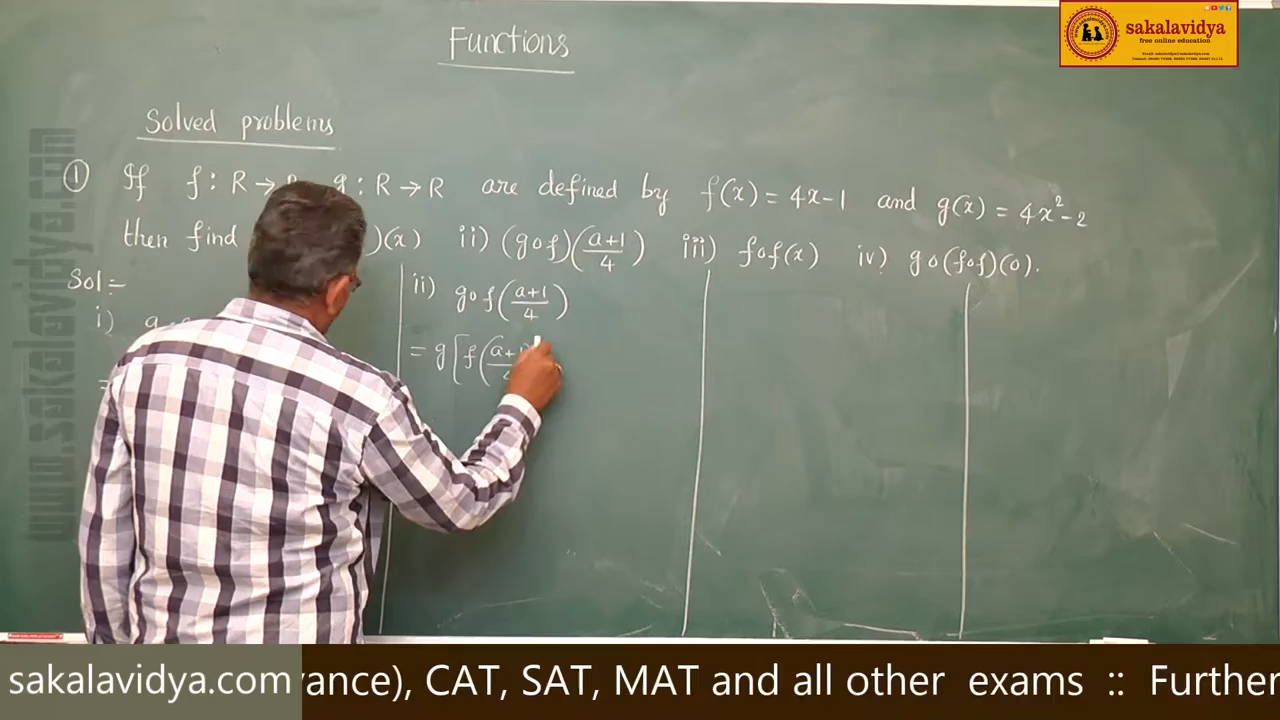 Functions
sakalavidya
free online education
Solved problems
① If f : R → R, g : R → R are defined by f(x) = 4x-1 and g(x) = 4x²-2
then find )(x) ii) (gof)(a+1/4) iii) fof(x) iv) go(fof)(0).
Sol:-
i)
=
ii) gof(a+1/4)
= g[f(a+1
www.sakalavidya.com
sakalavidya.com vance), CAT, SAT, MAT and all other exams :: Further